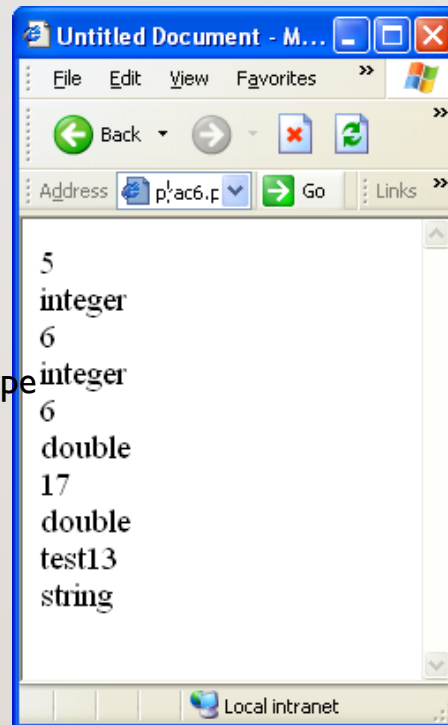 Untitled Document - M...
File Edit View Favorites »
Back »
Address Go Links »
5
integer
6
pe integer
6
double
17
double
test13
string
Local intranet